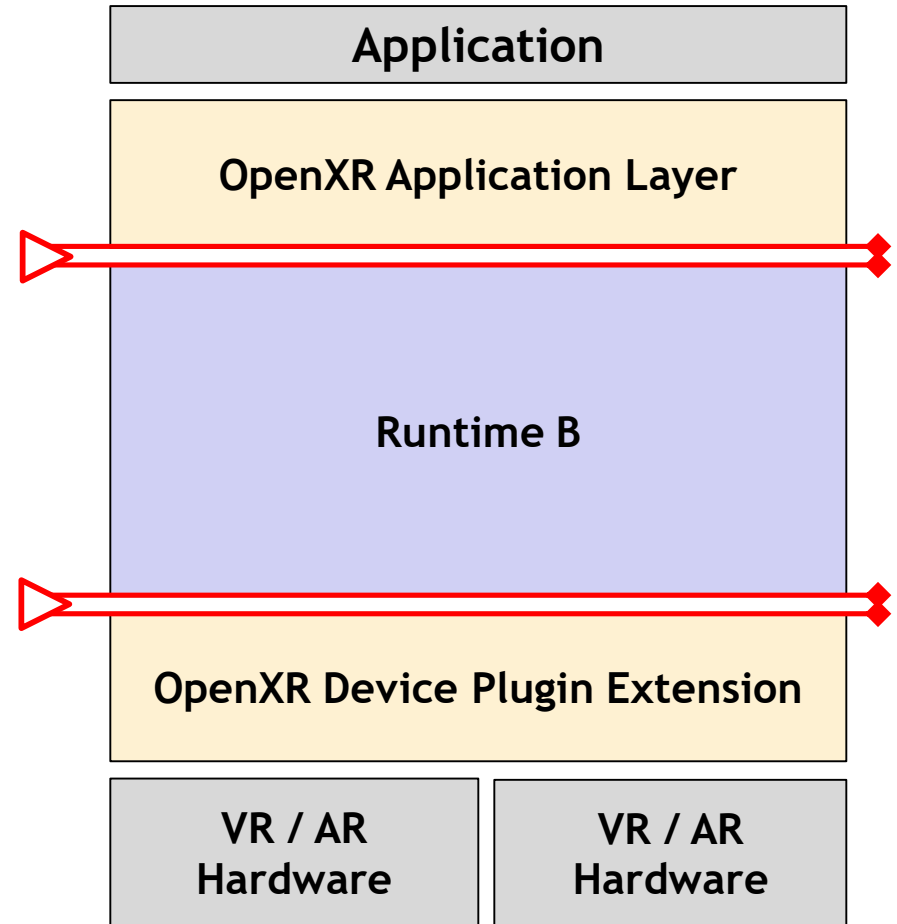 Application
OpenXR Application Layer
Runtime B
OpenXR Device Plugin Extension
VR / AR
Hardware
VR / AR
Hardware